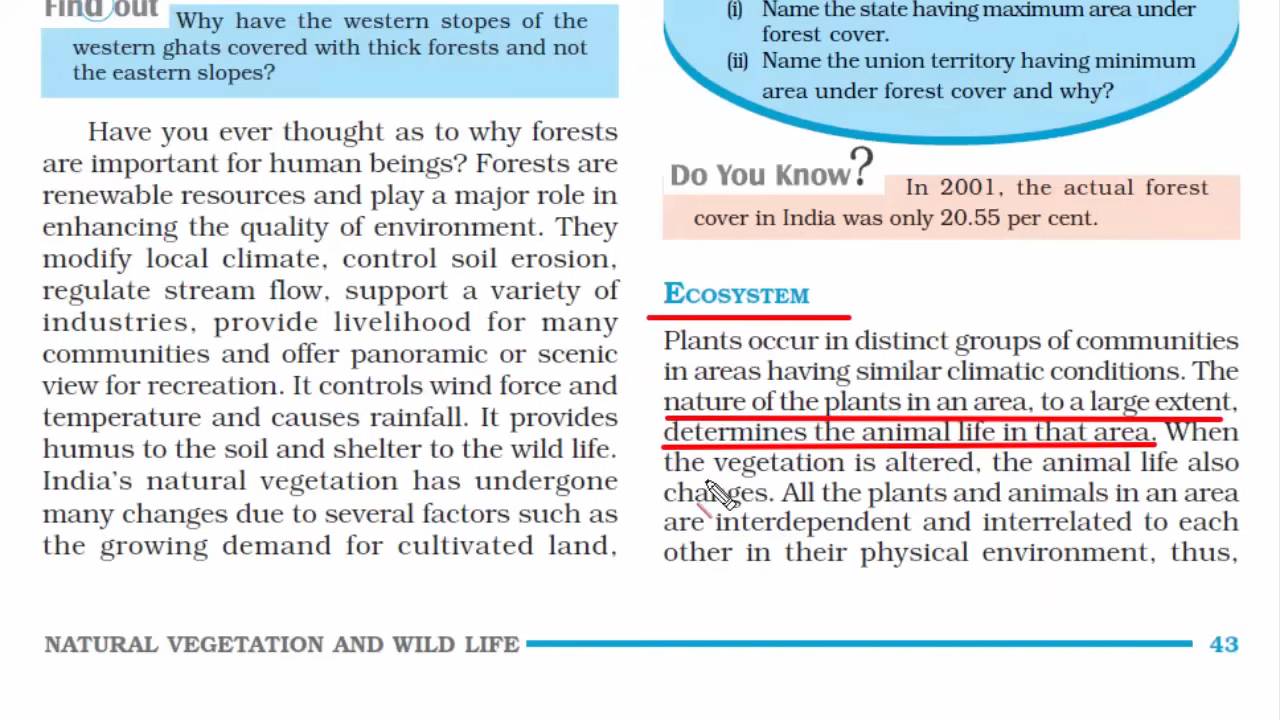 Find out
Why have the western stopes of the
western ghats covered with thick forests and not
the eastern slopes?
Have you ever thought as to why forests
are important for human beings? Forests are
renewable resources and play a major role in
enhancing the quality of environment. They
modify local climate, control soil erosion,
regulate stream flow, support a variety of
industries, provide livelihood for many
communities and offer panoramic or scenic
view for recreation. It controls wind force and
temperature and causes rainfall. It provides
humus to the soil and shelter to the wild life.
India's natural vegetation has undergone
many changes due to several factors such as
the growing demand for cultivated land,
(i) Name the state having maximum area under
forest cover.
(ii) Name the union territory having minimum
area under forest cover and why?
Do You Know?
In 2001, the actual forest
cover in India was only 20.55 per cent.
ECOSYSTEM
Plants occur in distinct groups of communities
in areas having similar climatic conditions. The
nature of the plants in an area, to a large extent,
determines the animal life in that area. When
the vegetation is altered, the animal life also
changes. All the plants and animals in an area
are interdependent and interrelated to each
other in their physical environment, thus,
NATURAL VEGETATION AND WILD LIFE 43